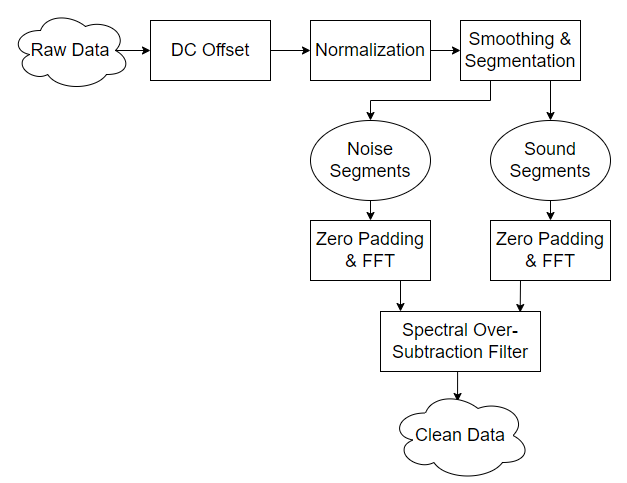 Raw Data
DC Offset
Normalization
Smoothing &
Segmentation
Noise
Segments
Sound
Segments
Zero Padding
& FFT
Zero Padding
& FFT
Spectral Over-
Subtraction Filter
Clean Data